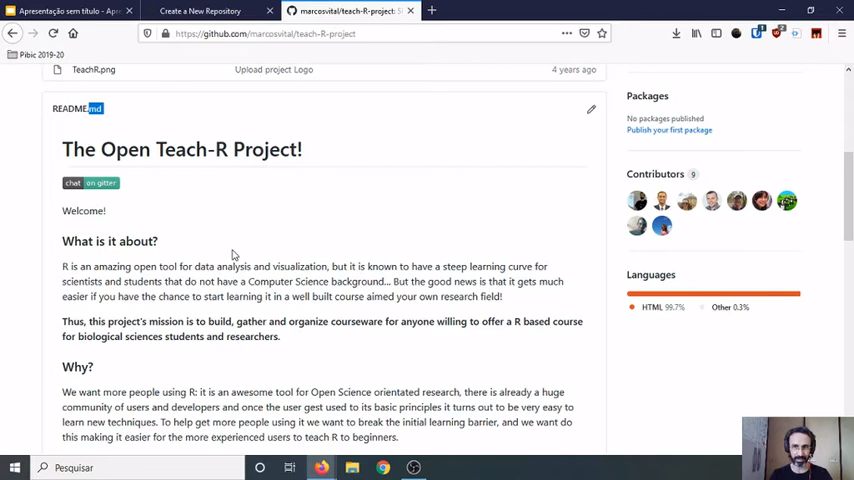 Apresentação sem título - Apres
Create a New Repository
marcosvital/teach-R-project: S
https://github.com/marcosvital/teach-R-project
Pibic 2019-20
TeachR.png
Upload project Logo
4 years ago
README.md
The Open Teach-R Project!
chat on gitter
Welcome!
What is it about?
R is an amazing open tool for data analysis and visualization, but it is known to have a steep learning curve for
scientists and students that do not have a Computer Science background... But the good news is that it gets much
easier if you have the chance to start learning it in a well built course aimed your own research field!
Thus, this project's mission is to build, gather and organize courseware for anyone willing to offer a R based course
for biological sciences students and researchers.
Why?
We want more people using R: it is an awesome tool for Open Science orientated research, there is already a huge
community of users and developers and once the user gest used to its basic principles it turns out to be very easy to
learn new techniques. To help get more people using it we want to break the initial learning barrier, and we want do
this making it easier for the more experienced users to teach R to beginners.
Packages
No packages published
Publish your first package
Contributors 9
Languages
HTML 99.7%
Other 0.3%
Pesquisar